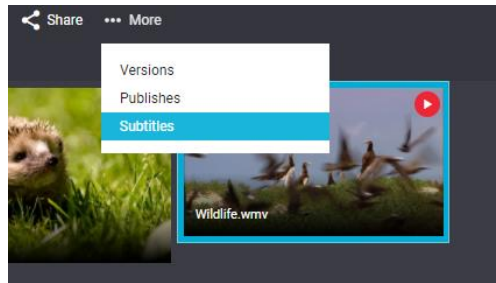 Share ••• More
Versions
Publishes
Subtitles
Wildlife.wmv